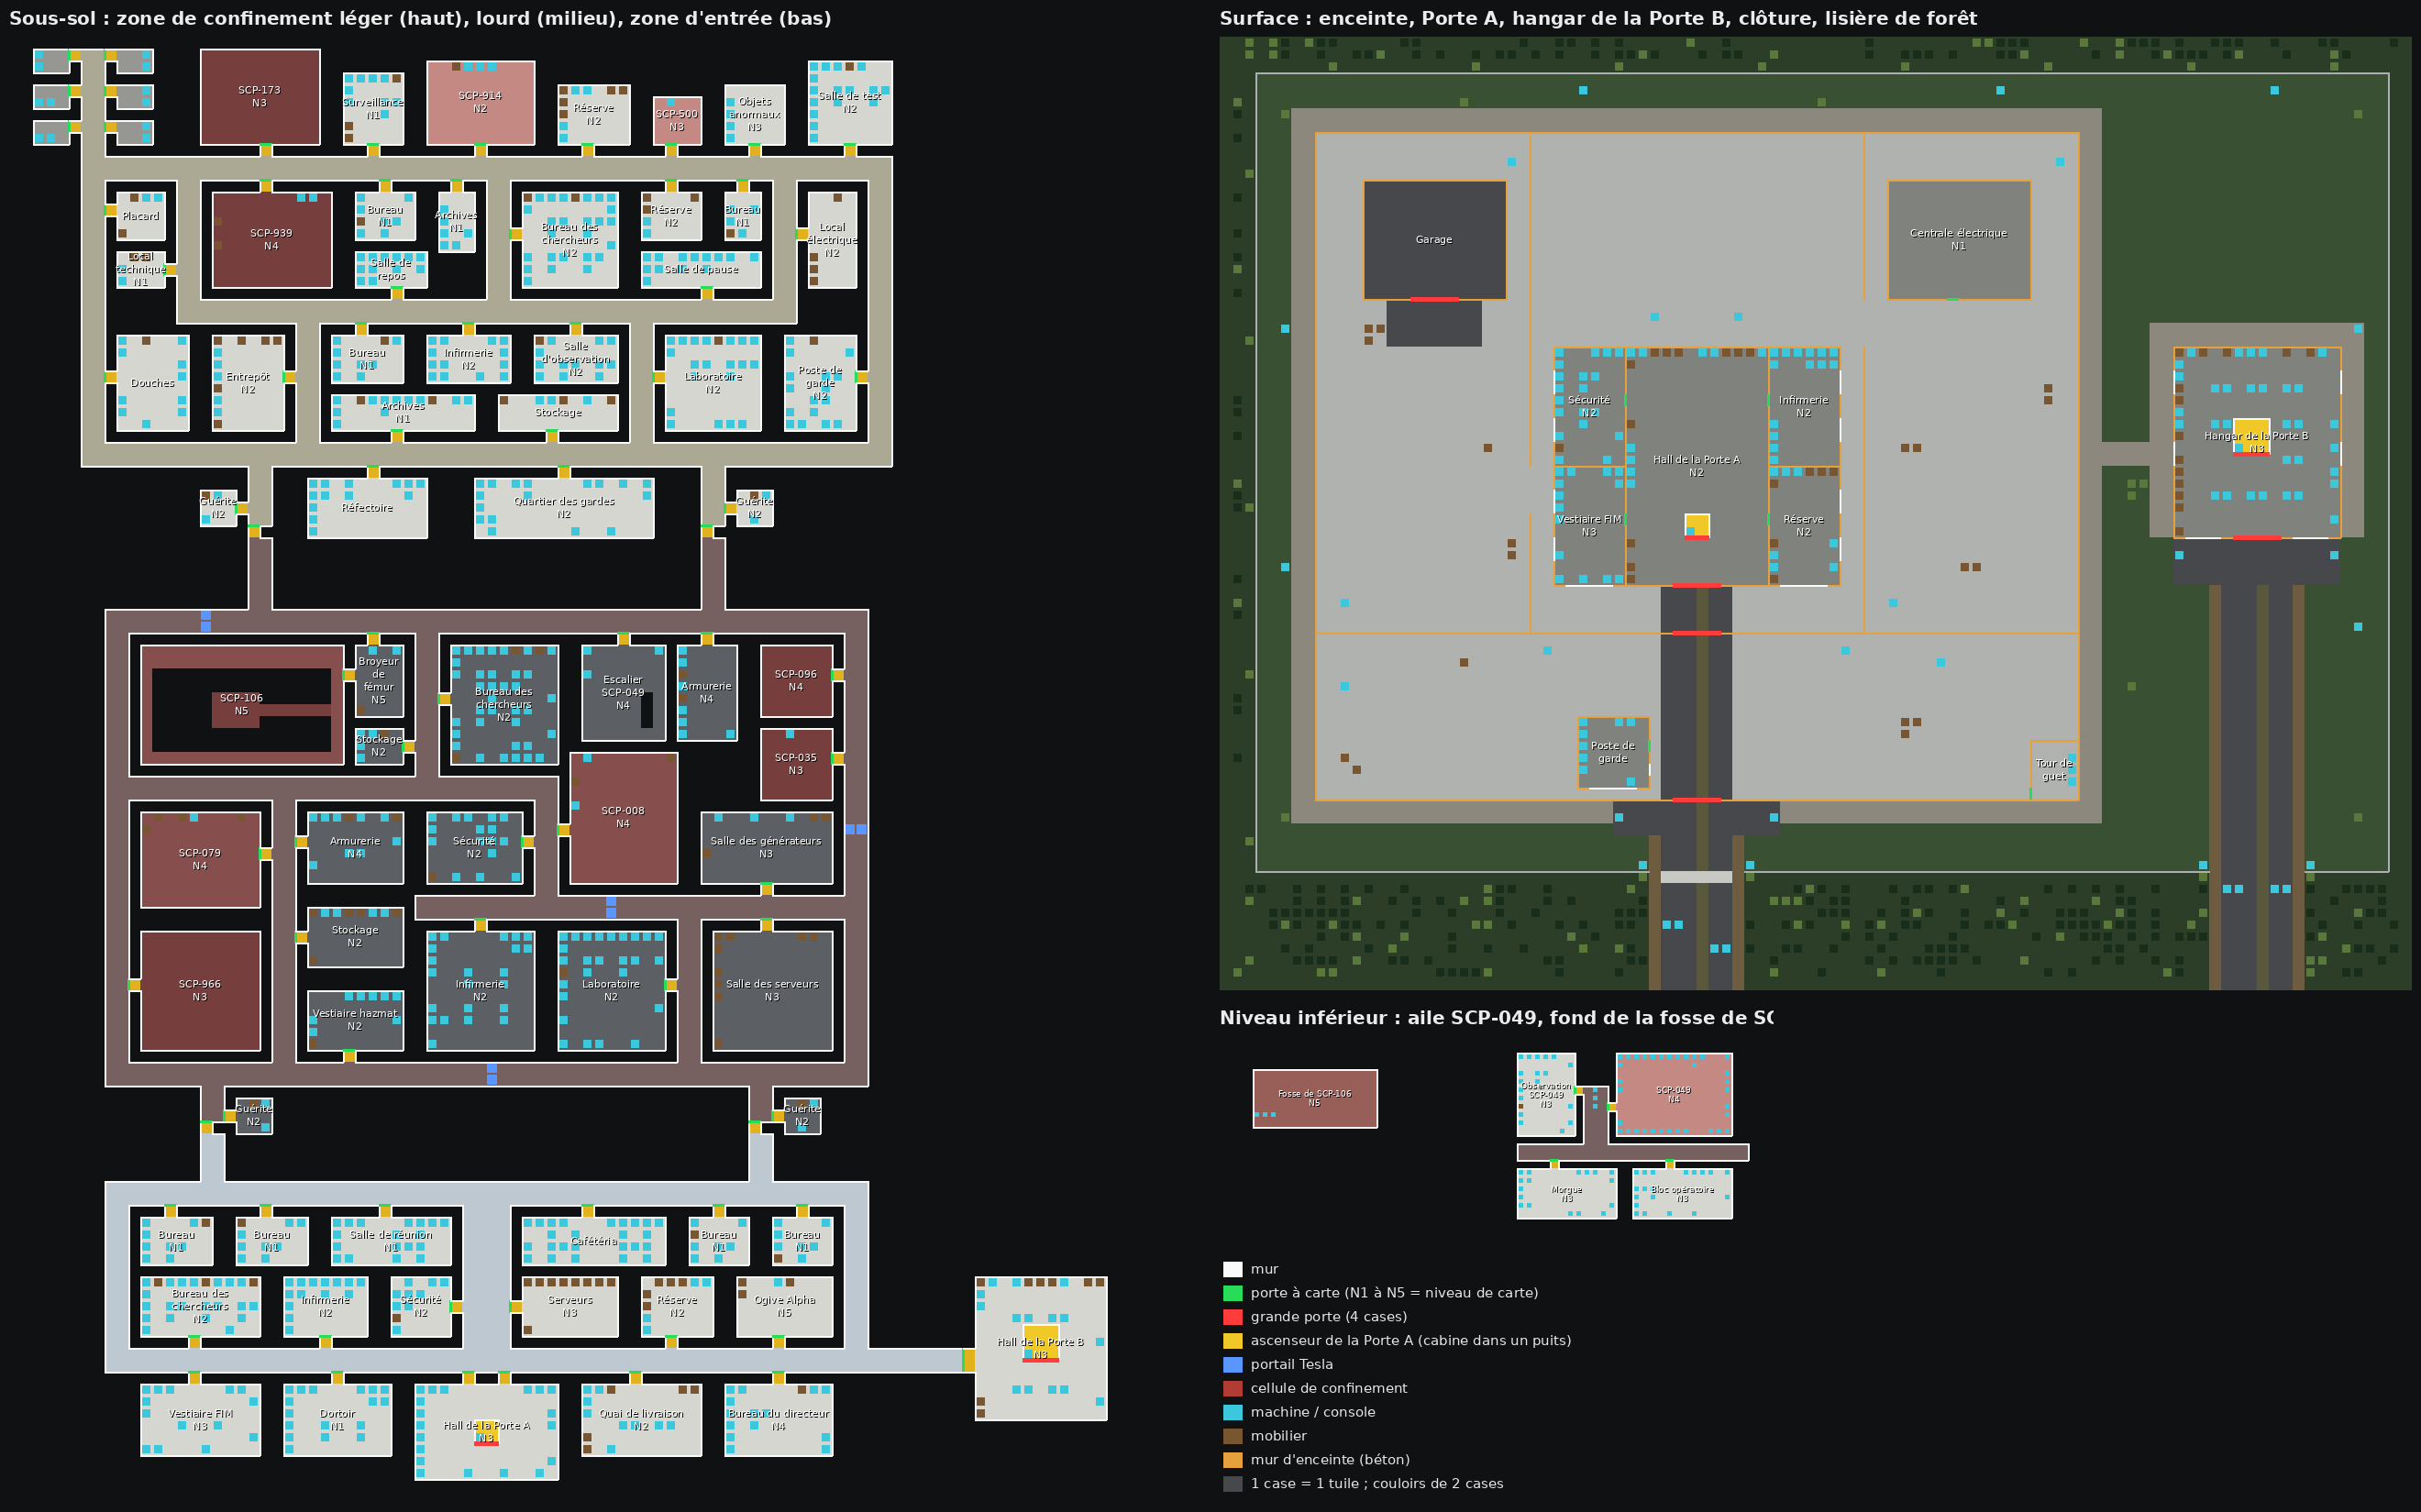 Sous-sol : zone de confinement léger (haut), lourd (milieu), zone d'entrée (bas)
SCP-173
N3
Surveillance
N1
SCP-914
N2
Réserve
N2
SCP-500
N3
Objets
anormaux
N3
Salle de test
N2
Placard
Local
technique
N1
SCP-939
N4
Bureau
N1
Archives
N1
Salle de
repos
Bureau des
chercheurs
N2
Réserve
N2
Bureau
N1
Salle de pause
Local
électrique
N2
Douches
Entrepôt
N2
Bureau
N1
Infirmerie
N2
Salle
d'observation
N2
Archives
N1
Stockage
Laboratoire
N2
Poste de
garde
N2
Guérite
N2
Réfectoire
Quartier des gardes
N2
Guérite
N2
SCP-106
N5
Broyeur
de
fémur
N5
Stockage
N2
Bureau des
chercheurs
N2
Escalier
SCP-049
N4
Armurerie
N4
SCP-096
N4
SCP-035
N3
SCP-008
N4
SCP-079
N4
Armurerie
N4
Sécurité
N2
Salle des générateurs
N3
Stockage
N2
SCP-966
N3
Vestiaire hazmat
N2
Infirmerie
N2
Laboratoire
N2
Salle des serveurs
N3
Guérite
N2
Guérite
N2
Bureau
N1
Bureau
N1
Salle de réunion
N1
Cafétéria
Bureau
N1
Bureau
N1
Bureau des
chercheurs
N2
Infirmerie
N2
Sécurité
N2
Serveurs
N3
Réserve
N2
Ogive Alpha
N5
Hall de la Porte B
N3
Vestiaire FIM
N3
Dortoir
N1
Hall de la Porte A
N3
Quai de livraison
N2
Bureau du directeur
N4
Surface : enceinte, Porte A, hangar de la Porte B, clôture, lisière de forêt
Garage
Centrale électrique
N1
Sécurité
N2
Infirmerie
N2
Hall de la Porte A
N2
Vestiaire FIM
N3
Réserve
N2
Hangar de la Porte B
N3
Poste de
garde
Tour de
guet
Niveau inférieur : aile SCP-049, fond de la fosse de SC
Fosse de SCP-106
N5
Observation
SCP-049
N3
SCP-049
N4
Morgue
N3
Bloc opératoire
N3
mur
porte à carte (N1 à N5 = niveau de carte)
grande porte (4 cases)
ascenseur de la Porte A (cabine dans un puits)
portail Tesla
cellule de confinement
machine / console
mobilier
mur d'enceinte (béton)
1 case = 1 tuile ; couloirs de 2 cases